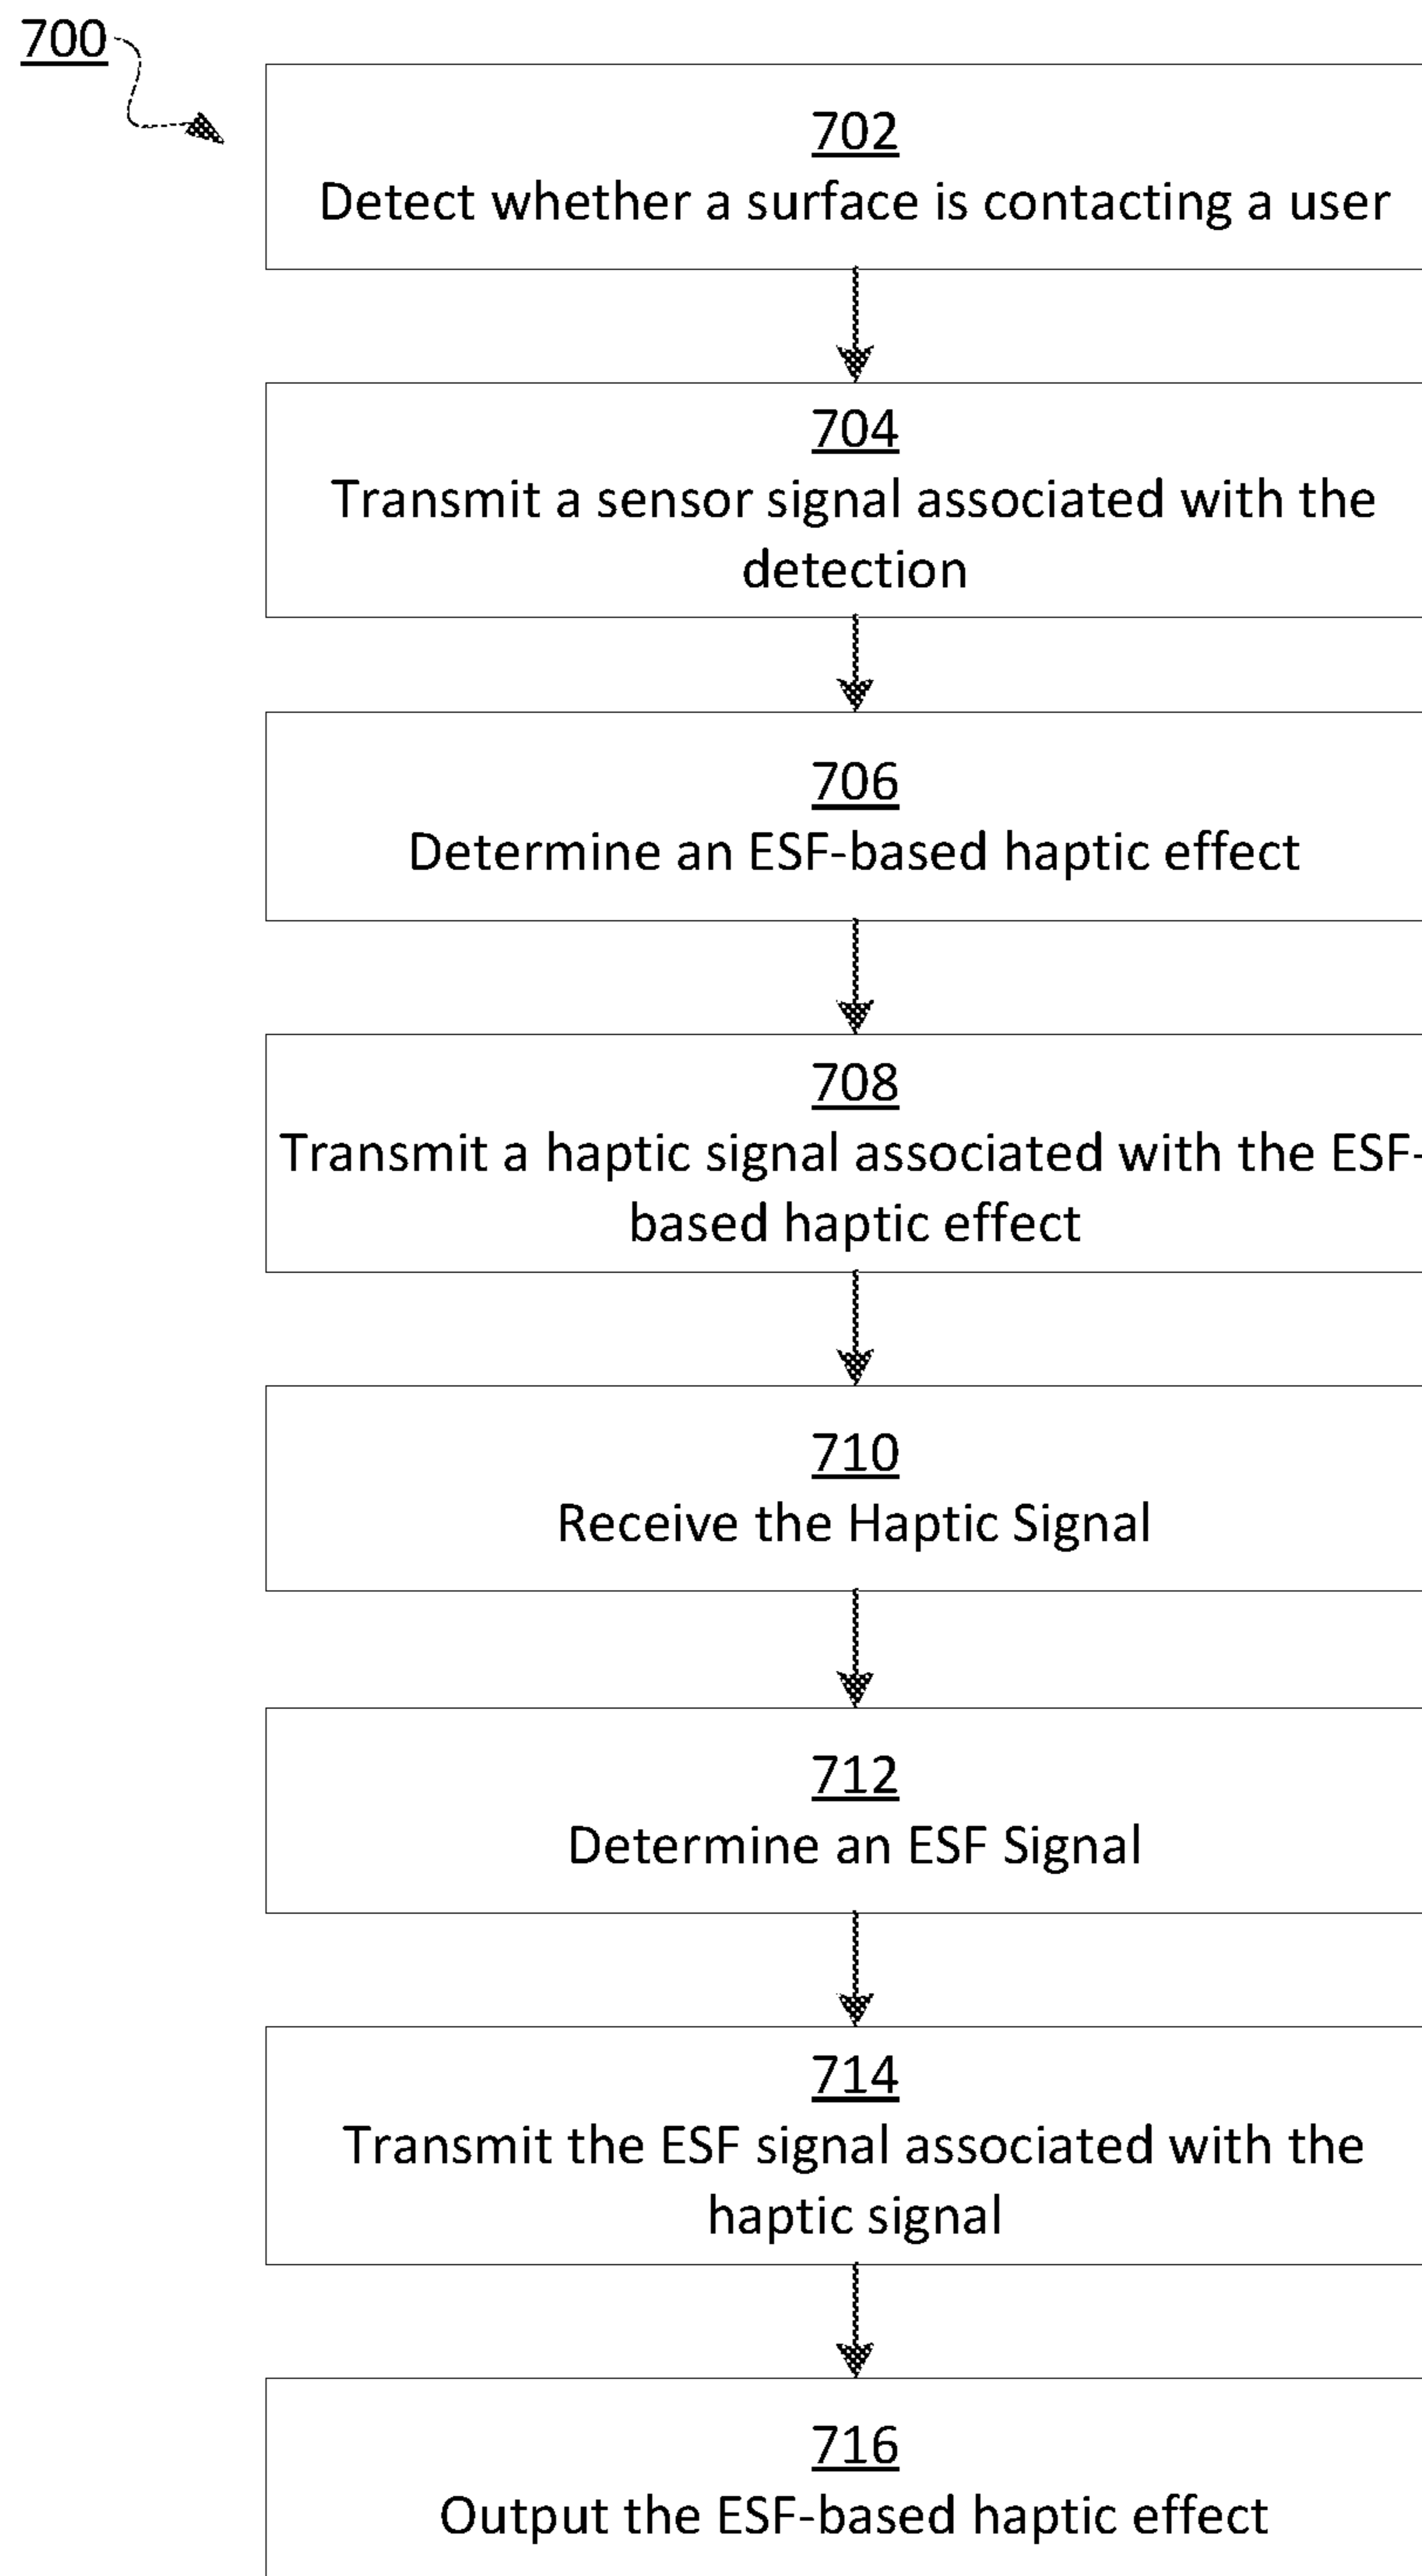 700
702
Detect whether a surface is contacting a user
704
Transmit a sensor signal associated with the
detection
706
Determine an ESF-based haptic effect
708
Transmit a haptic signal associated with the ESF-
based haptic effect
710
Receive the Haptic Signal
712
Determine an ESF Signal
714
Transmit the ESF signal associated with the
haptic signal
716
Output the ESF-based haptic effect